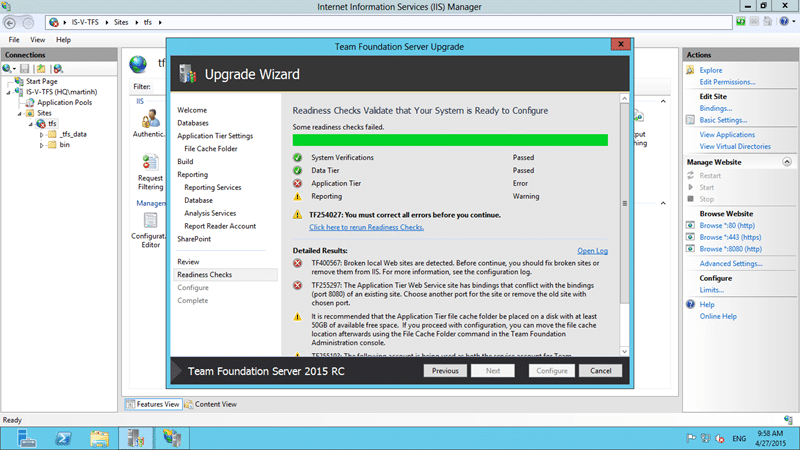 Internet Information Services (IIS) Manager
IS-V-TFS
Sites
tfs
File View Help
Connections
Start Page
IS-V-TFS (HQ\martinh)
Application Pools
Sites
tfs
_tfs_data
bin
Filter:
IIS
Authentic...
Request
Filtering
Managemen
Configurat...
Editor
Output
Team Foundation Server Upgrade
Upgrade Wizard
Welcome
Databases
Application Tier Settings
File Cache Folder
Build
Reporting
Reporting Services
Database
Analysis Services
Report Reader Account
SharePoint
Review
Readiness Checks
Configure
Complete
Readiness Checks Validate that Your System is Ready to Configure
Some readiness checks failed.
System Verifications Passed
Data Tier Passed
Application Tier Error
Reporting Warning
TF254027: You must correct all errors before you continue.
Click here to rerun Readiness Checks.
Detailed Results: Open Log
TF400567: Broken local Web sites are detected. Before continue, you should fix broken sites or
remove them from IIS. For more information, see the configuration log.
TF255297: The Application Tier Web Service site has bindings that conflict with the bindings
(port 8080) of an existing site. Choose another port for the site or remove the old site with
chosen port.
It is recommended that the Application Tier file cache folder be placed on a disk with at least
50GB of available free space. If you proceed with configuration, you can move the file cache
location afterwards using the File Cache Folder command in the Team Foundation
Administration console.
TF255193: The following account is being used as both the service account for Team
Team Foundation Server 2015 RC
Previous Next Configure Cancel
Actions
Explore
Edit Permissions...
Edit Site
Bindings...
Basic Settings...
View Applications
View Virtual Directories
Manage Website
Restart
Start
Stop
Browse Website
Browse *:80 (http)
Browse *:443 (https)
Browse *:8080 (http)
Advanced Settings...
Configure
Limits...
Help
Online Help
Features View Content View
Ready
ENG
9:58 AM
4/27/2015